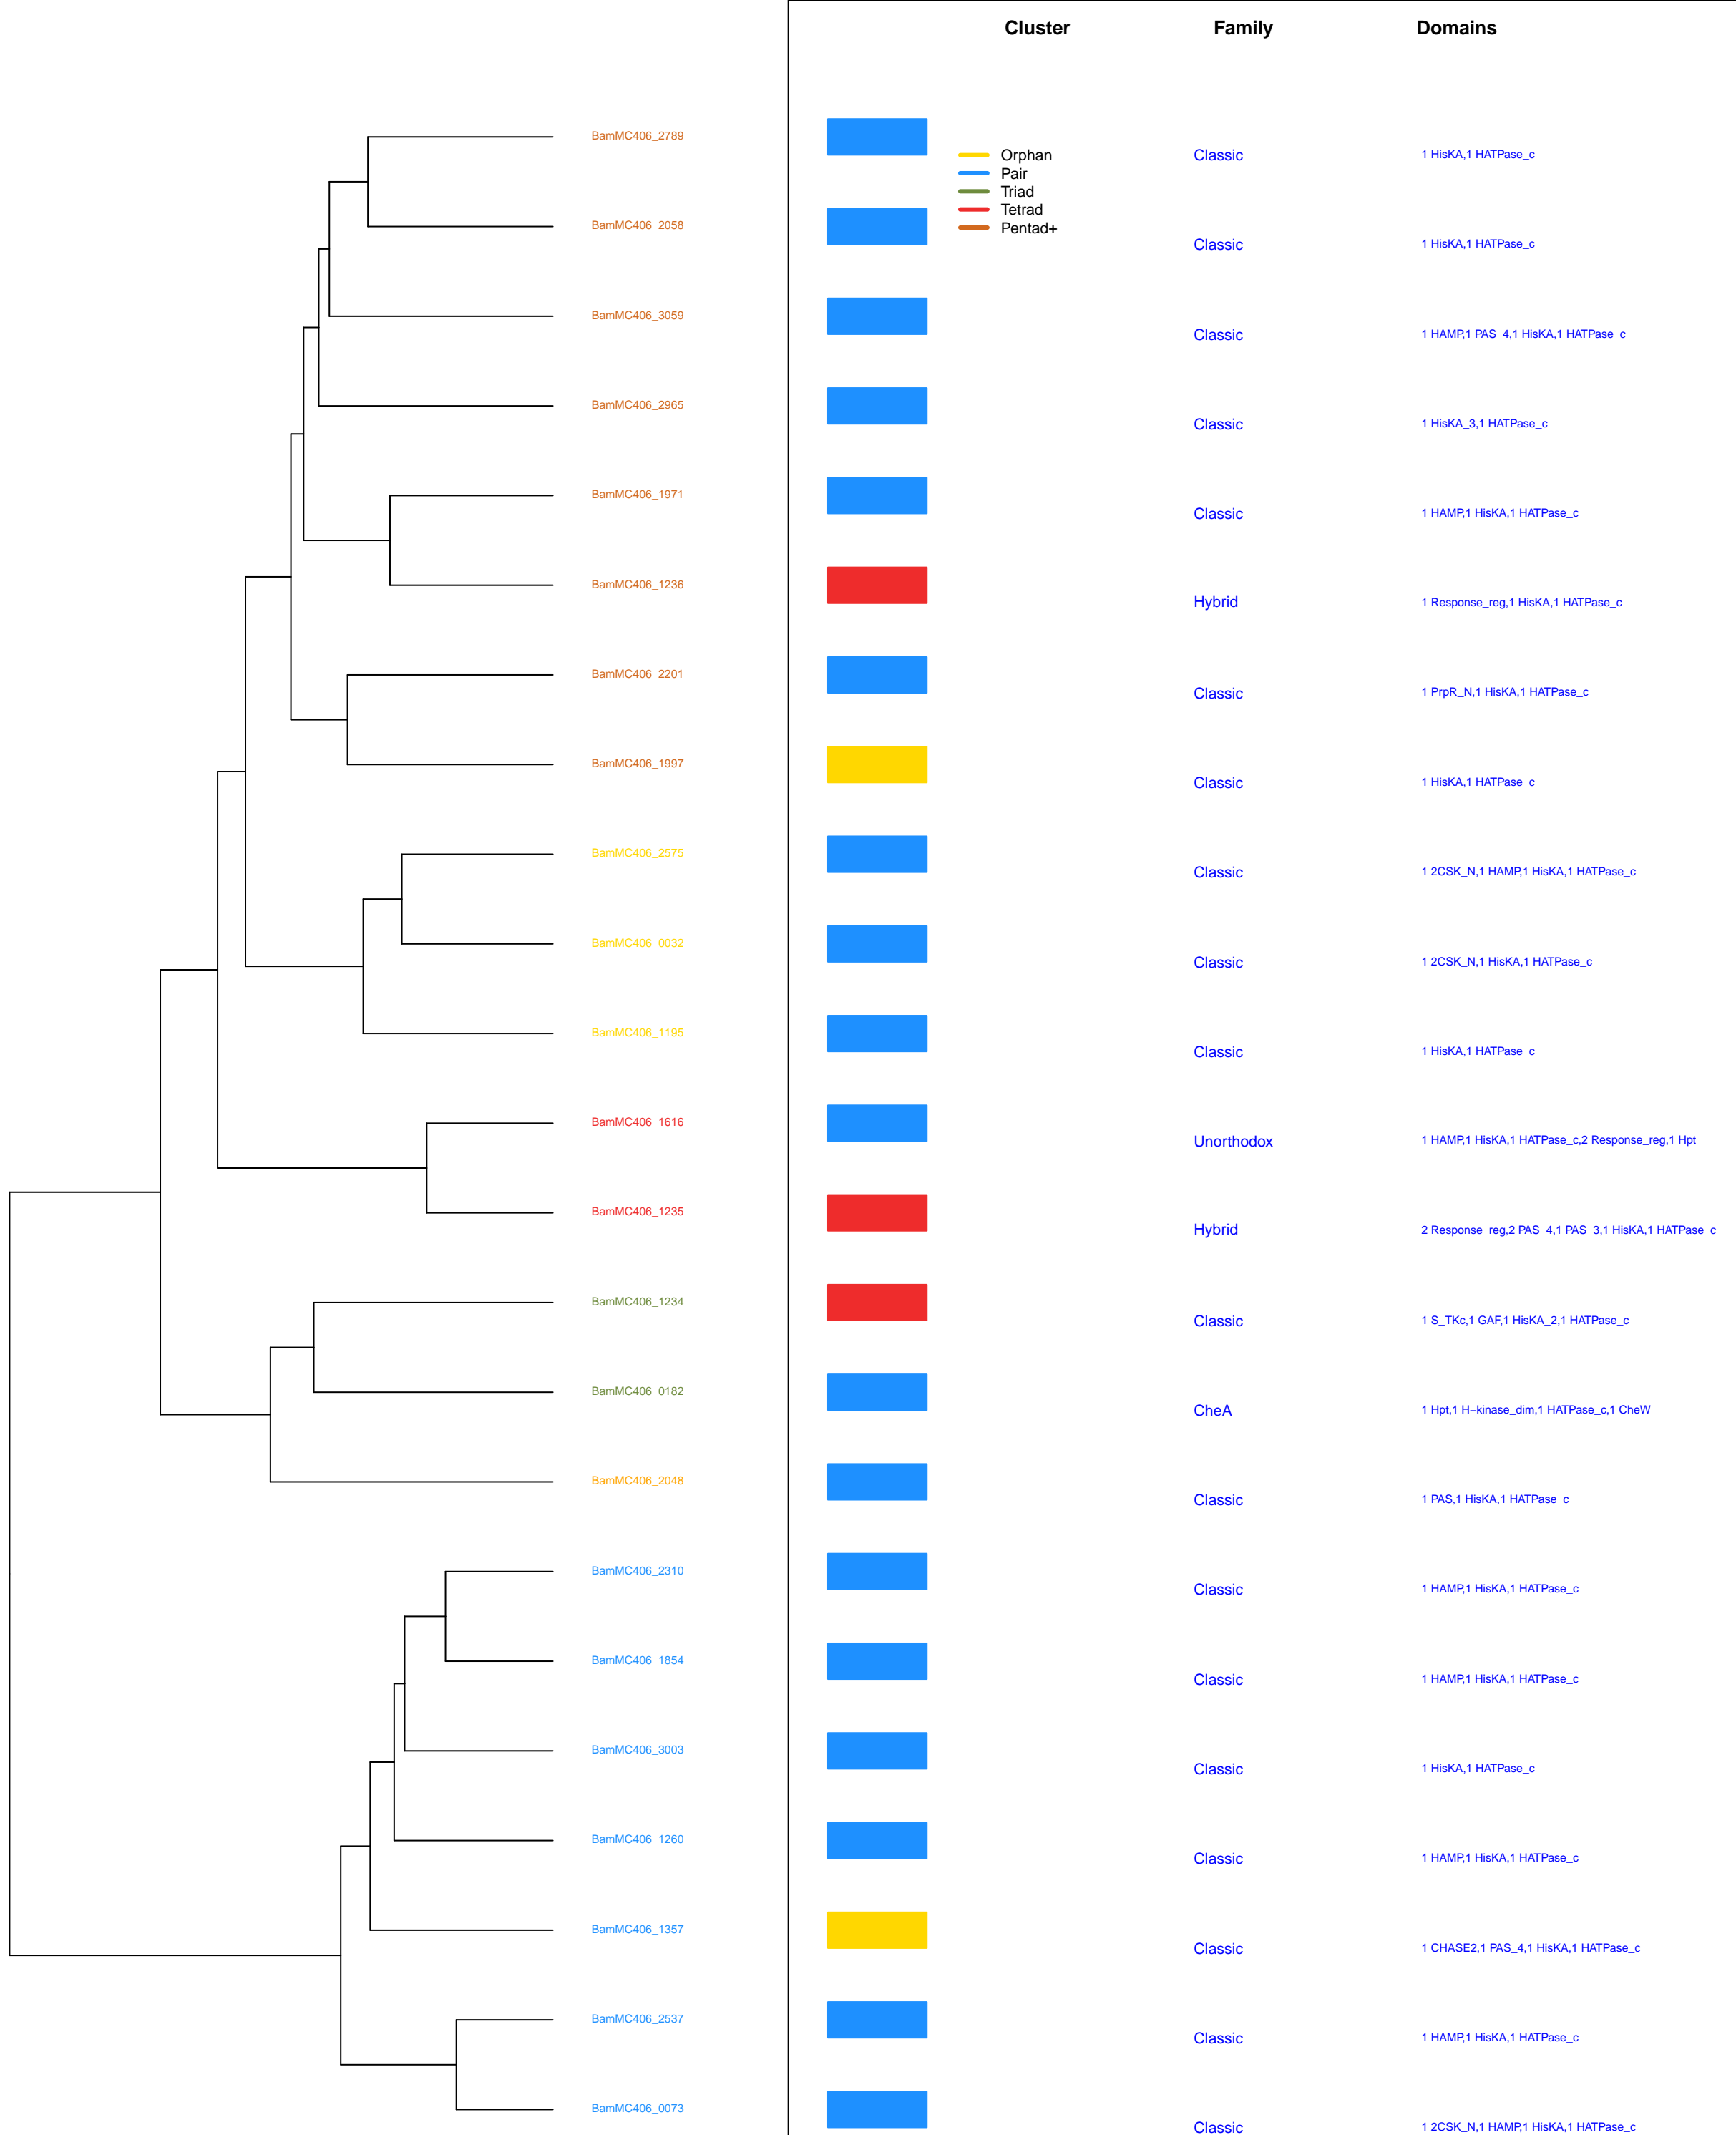 Cluster Family Domains
BamMC406_2789
Orphan
Classic 1 HisKA,1 HATPase_c
Pair
Triad
Tetrad
BamMC406_2058
Pentad+
Classic 1 HisKA,1 HATPase_c
BamMC406_3059
Classic 1 HAMP,1 PAS_4,1 HisKA,1 HATPase_c
BamMC406_2965
Classic 1 HisKA_3,1 HATPase_c
BamMC406_1971
Classic 1 HAMP,1 HisKA,1 HATPase_c
BamMC406_1236
Hybrid 1 Response_reg,1 HisKA,1 HATPase_c
BamMC406_2201
Classic 1 PrpR_N,1 HisKA,1 HATPase_c
BamMC406_1997
Classic 1 HisKA,1 HATPase_c
BamMC406_2575
Classic 1 2CSK_N,1 HAMP,1 HisKA,1 HATPase_c
BamMC406_0032
Classic 1 2CSK_N,1 HisKA,1 HATPase_c
BamMC406_1195
Classic 1 HisKA,1 HATPase_c
BamMC406_1616
Unorthodox 1 HAMP,1 HisKA,1 HATPase_c,2 Response_reg,1 Hpt
BamMC406_1235
Hybrid 2 Response_reg,2 PAS_4,1 PAS_3,1 HisKA,1 HATPase_c
BamMC406_1234
Classic 1 S_TKc,1 GAF,1 HisKA_2,1 HATPase_c
BamMC406_0182
CheA 1 Hpt,1 H−kinase_dim,1 HATPase_c,1 CheW
BamMC406_2048
Classic 1 PAS,1 HisKA,1 HATPase_c
BamMC406_2310
Classic 1 HAMP,1 HisKA,1 HATPase_c
BamMC406_1854
Classic 1 HAMP,1 HisKA,1 HATPase_c
BamMC406_3003
Classic 1 HisKA,1 HATPase_c
BamMC406_1260
Classic 1 HAMP,1 HisKA,1 HATPase_c
BamMC406_1357
Classic 1 CHASE2,1 PAS_4,1 HisKA,1 HATPase_c
BamMC406_2537
Classic 1 HAMP,1 HisKA,1 HATPase_c
BamMC406_0073
Classic 1 2CSK_N,1 HAMP,1 HisKA,1 HATPase_c